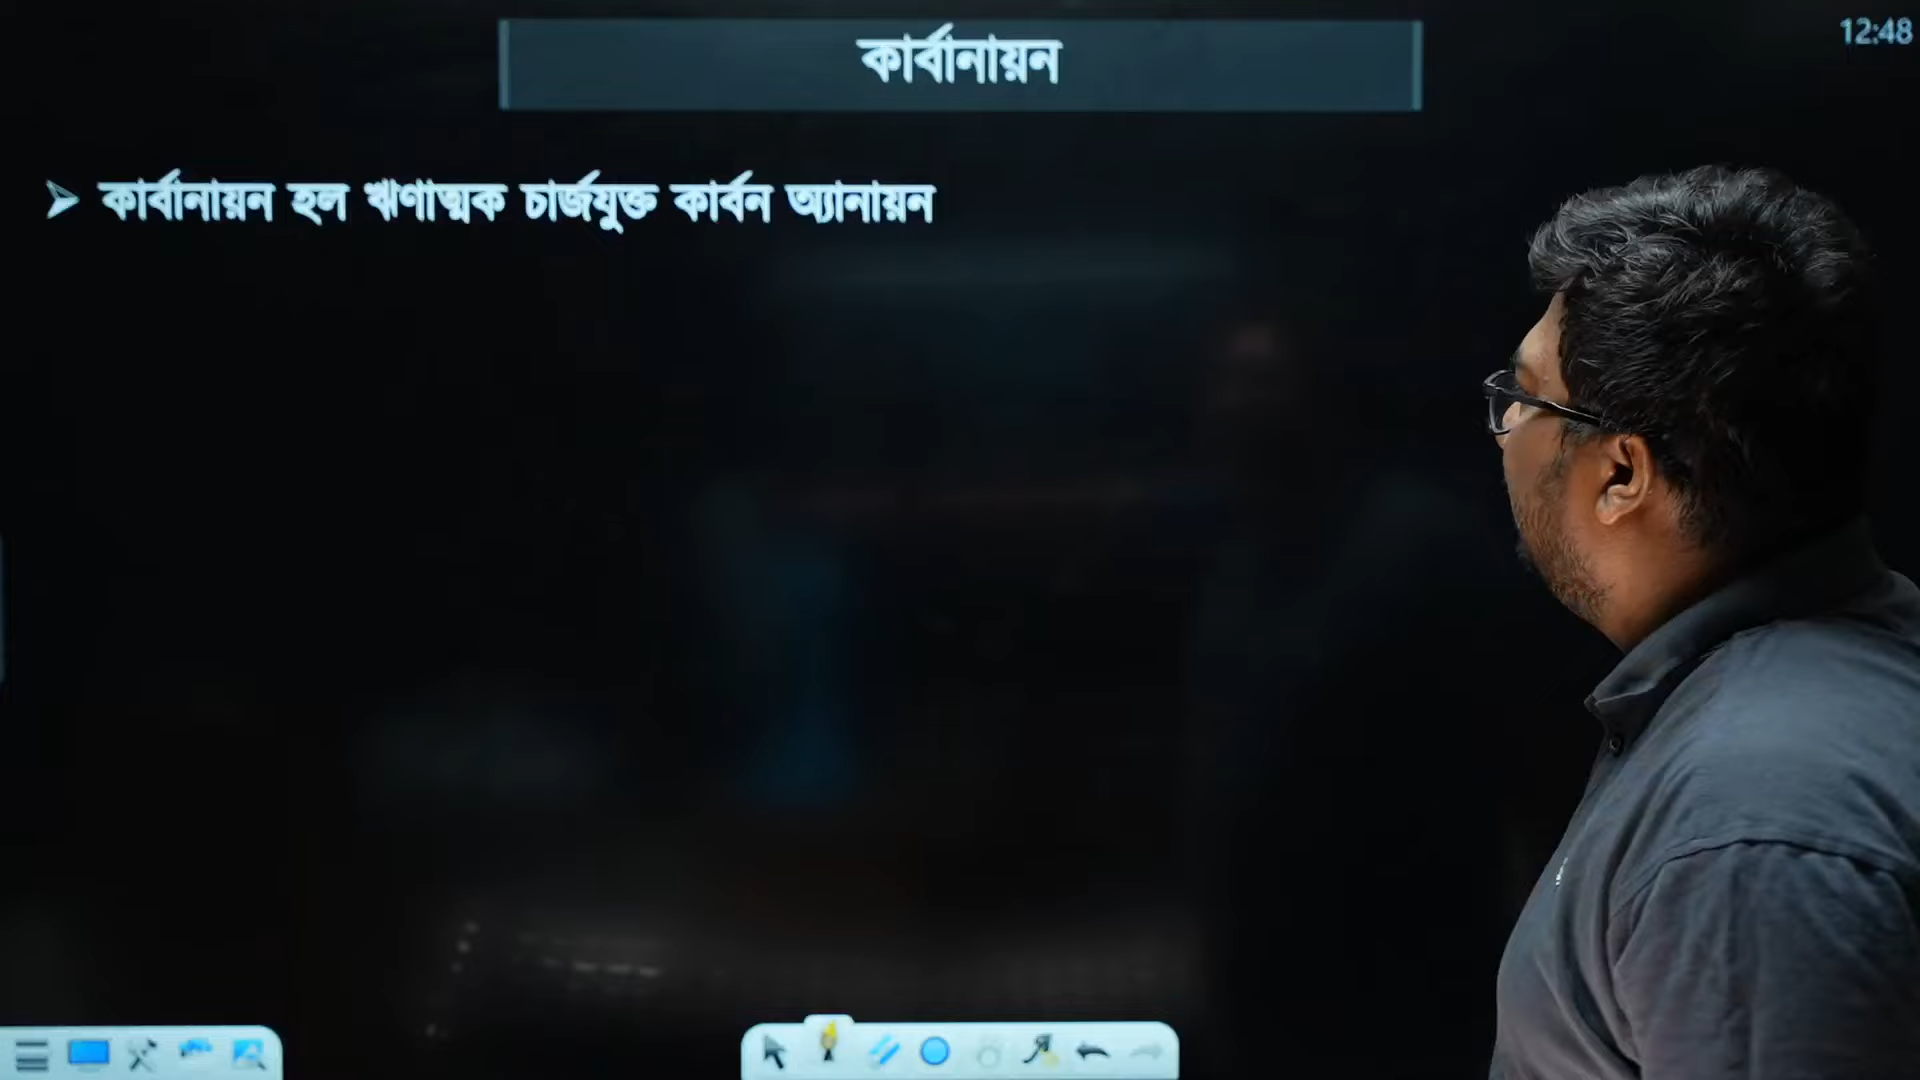 কার্বানায়ন
12:48
➢ কার্বানায়ন হল ঋণাত্মক চার্জযুক্ত কার্বন অ্যানায়ন